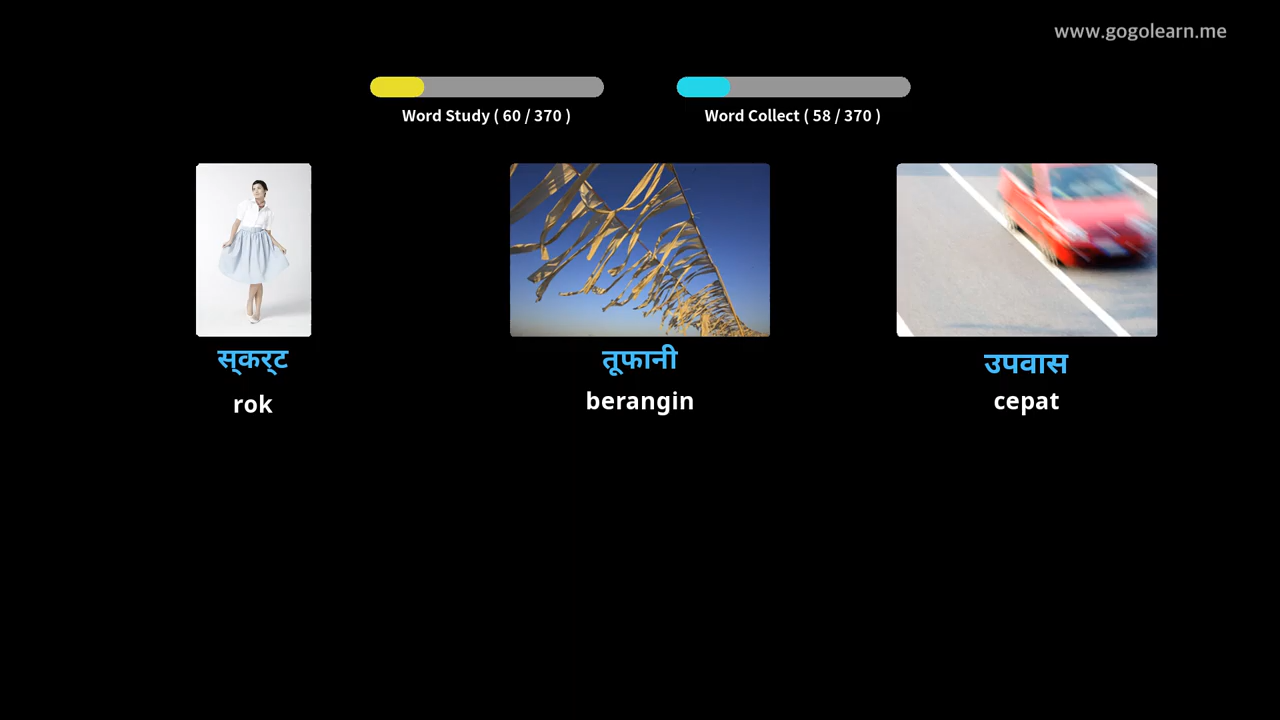 www.gogolearn.me
Word Study ( 60 / 370 )
Word Collect ( 58 / 370 )
स्कर्ट
rok
तूफानी
berangin
उपवास
cepat